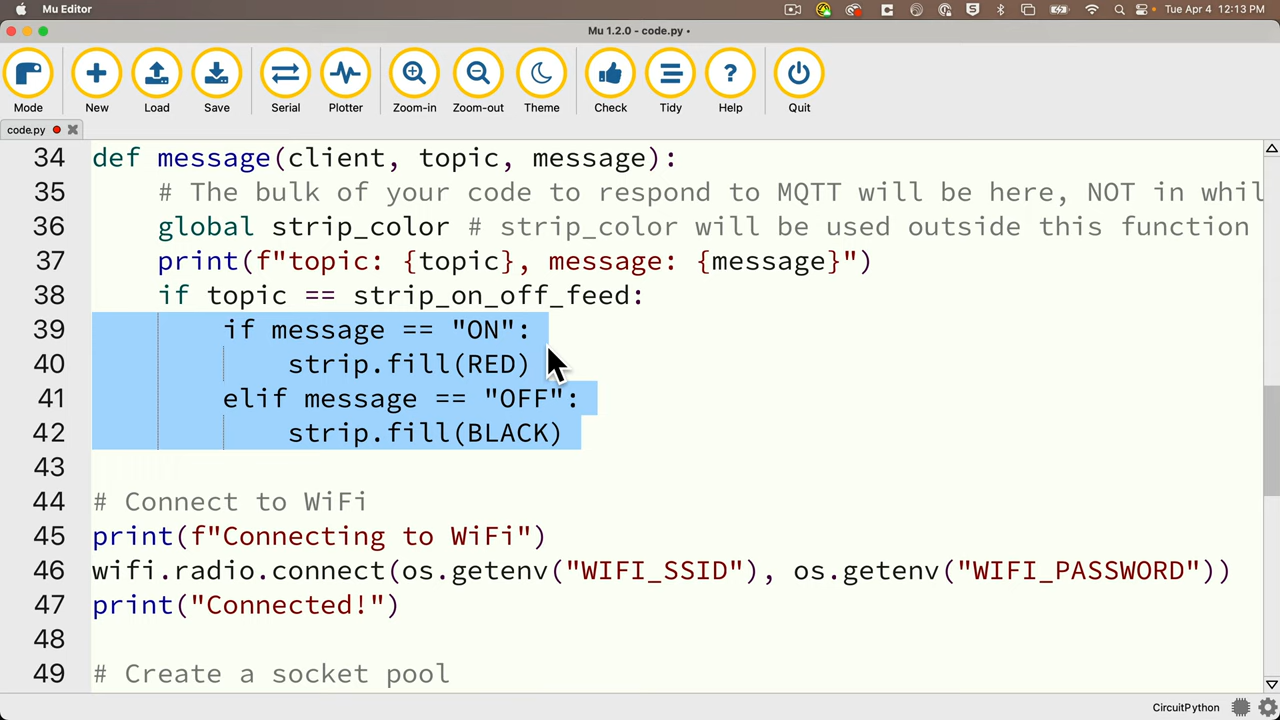 Mu Editor
Tue Apr 4 12:13 PM
Mu 1.2.0 - code.py •
Mode New Load Save Serial Plotter Zoom-in Zoom-out Theme Check Tidy Help Quit
code.py
34 def message(client, topic, message):
35 # The bulk of your code to respond to MQTT will be here, NOT in whil
36 global strip_color # strip_color will be used outside this function
37 print(f"topic: {topic}, message: {message}")
38 if topic == strip_on_off_feed:
39 if message == "ON":
40 strip.fill(RED)
41 elif message == "OFF":
42 strip.fill(BLACK)
43
44 # Connect to WiFi
45 print(f"Connecting to WiFi")
46 wifi.radio.connect(os.getenv("WIFI_SSID"), os.getenv("WIFI_PASSWORD"))
47 print("Connected!")
48
49 # Create a socket pool
CircuitPython